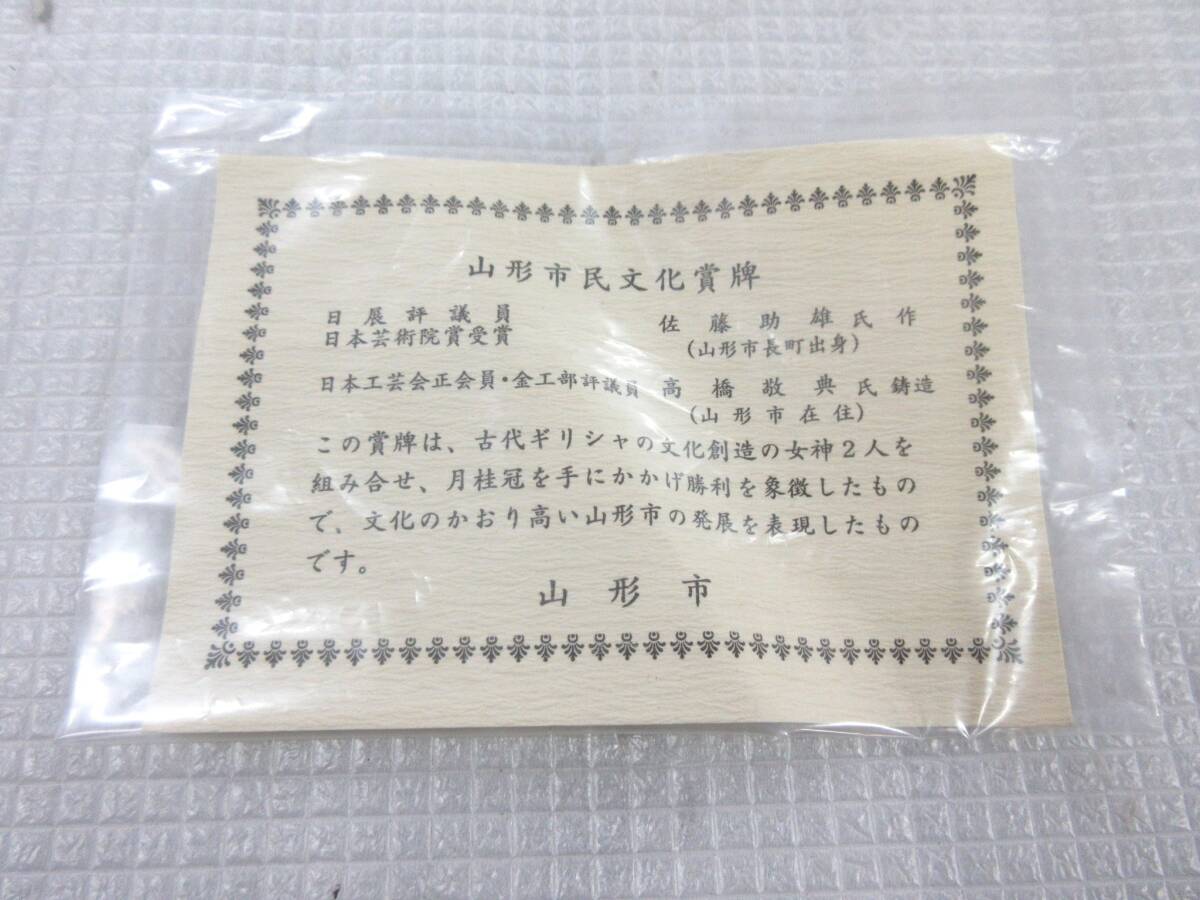 山形市民文化賞牌
日展評議員
日本芸術院賞受賞
佐藤助雄氏作
(山形市長町出身)
日本工芸会正会員・金工部評議員 高橋敬典氏鋳造
(山形市在住)
この賞牌は、古代ギリシャの文化創造の女神2人を
組み合せ、月桂冠を手にかかげ勝利を象徴したもの
で、文化のかおり高い山形市の発展を表現したもの
です。
山形市